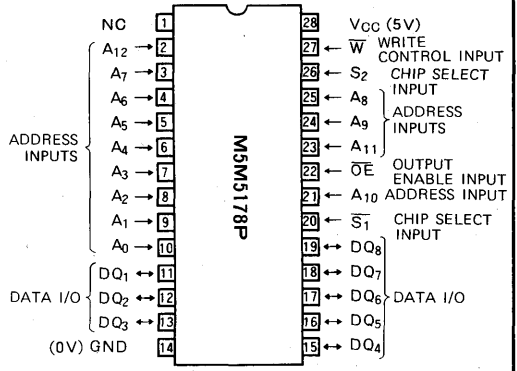 NC 1 28 VCC (5V)
A12 2 27 W̅ WRITE CONTROL INPUT
A7 3 26 S2 CHIP SELECT INPUT
A6 4 25 A8
A5 5 24 A9 ADDRESS INPUTS
ADDRESS INPUTS A4 6 23 A11
A3 7 22 O̅E̅ OUTPUT ENABLE INPUT
A2 8 21 A10 ADDRESS INPUT
A1 9 20 S̅1 CHIP SELECT INPUT
A0 10 19 DQ8
DQ1 11 18 DQ7
DATA I/O DQ2 12 17 DQ6 DATA I/O
DQ3 13 16 DQ5
(0V) GND 14 15 DQ4
M5M5178P